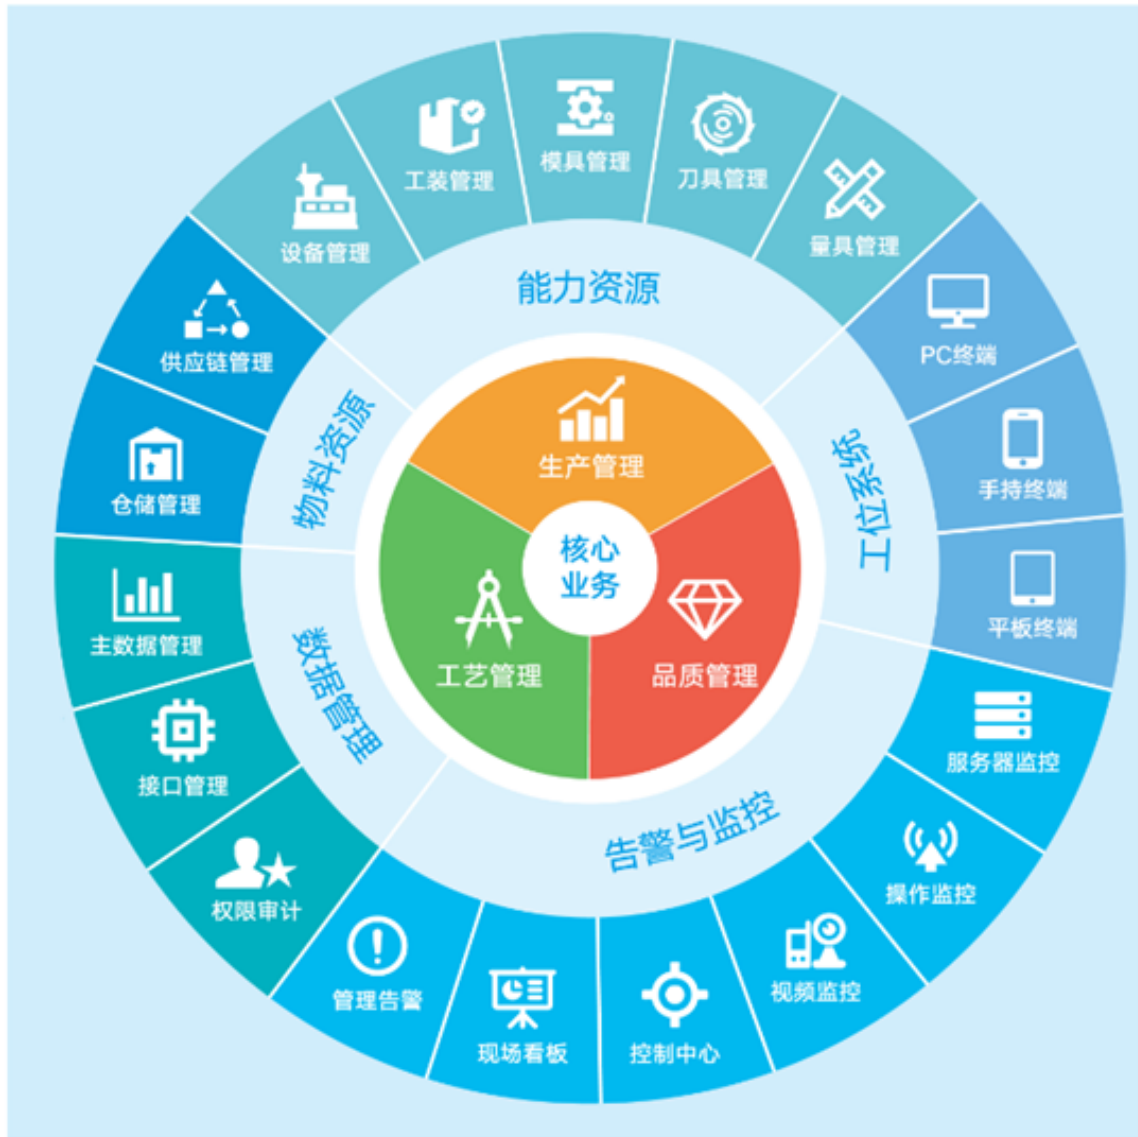 工装管理
模具管理
刀具管理
设备管理
量具管理
能力资源
供应链管理
PC终端
物料资源
工位系统
生产管理
仓储管理
手持终端
核心
业务
主数据管理
平板终端
数据管理
工艺管理
品质管理
接口管理
服务器监控
告警与监控
权限审计
操作监控
管理告警
视频监控
现场看板
控制中心